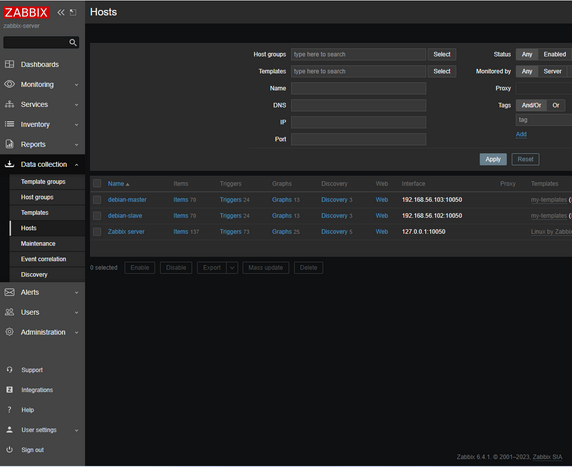 ZABBIX
zabbix-server
Dashboards
Monitoring
Services
Inventory
Reports
Data collection
Template groups
Host groups
Templates
Hosts
Maintenance
Event correlation
Discovery
Alerts
Users
Administration
Support
Integrations
Help
User settings
Sign out
Hosts
Host groups type here to search Select Status Any Enabled
Templates type here to search Select Monitored by Any Server
Name Proxy
DNS Tags And/Or Or
IP tag
Port Add
Apply Reset
Name Items Triggers Graphs Discovery Web Interface Proxy Templates
debian-master Items 79 Triggers 24 Graphs 13 Discovery 3 Web 192.168.56.103:10050 my-templates (
debian-slave Items 79 Triggers 24 Graphs 13 Discovery 3 Web 192.168.56.102:10050 my-templates (
Zabbix server Items 137 Triggers 73 Graphs 25 Discovery 5 Web 127.0.0.1:10050 Linux by Zabbi
0 selected Enable Disable Export Mass update Delete
Zabbix 6.4.1. © 2001–2023, Zabbix SIA